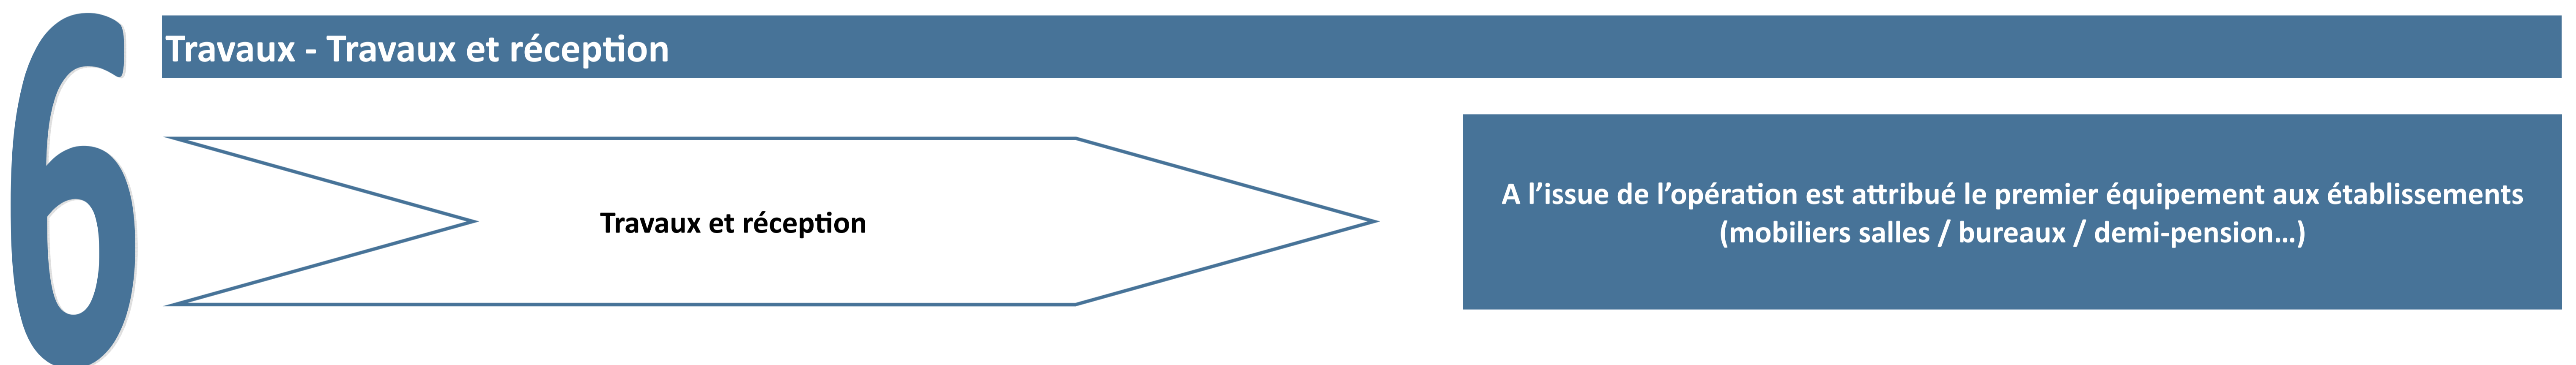 6
Travaux - Travaux et réception
Travaux et réception
A l’issue de l’opération est attribué le premier équipement aux établissements
(mobiliers salles / bureaux / demi-pension…)